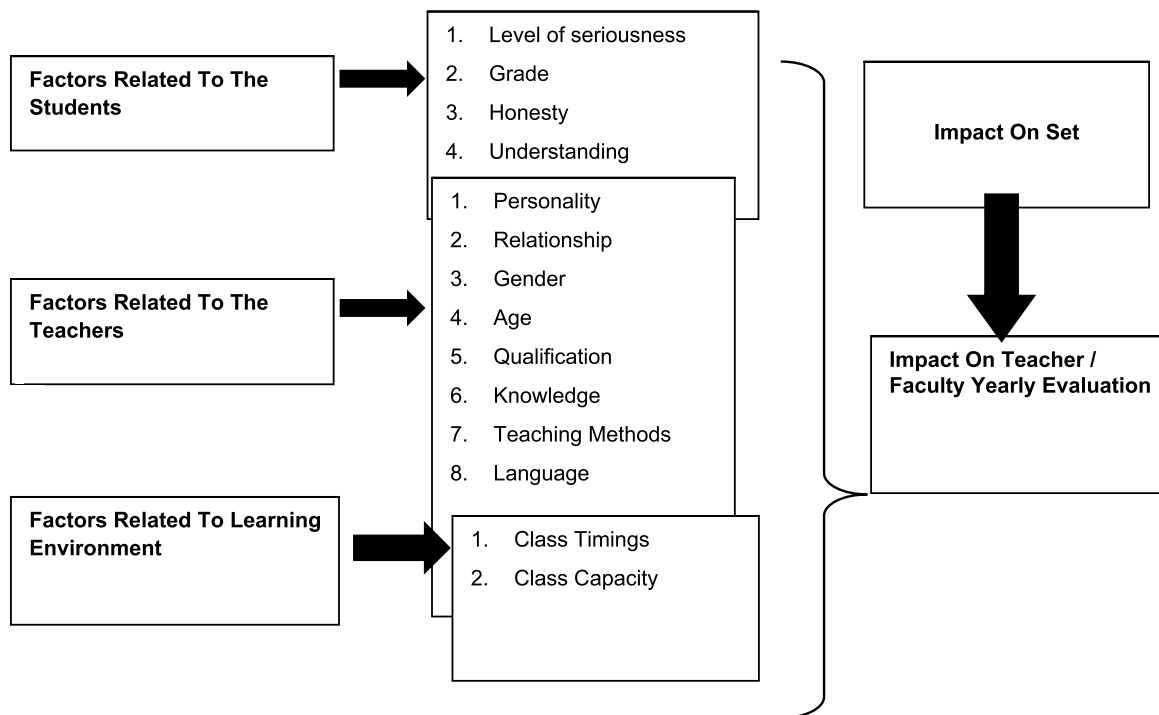 Factors Related To The
Students
1. Level of seriousness
2. Grade
3. Honesty
4. Understanding
Factors Related To The
Teachers
1. Personality
2. Relationship
3. Gender
4. Age
5. Qualification
6. Knowledge
7. Teaching Methods
8. Language
Factors Related To Learning
Environment
1. Class Timings
2. Class Capacity
Impact On Set
Impact On Teacher /
Faculty Yearly Evaluation